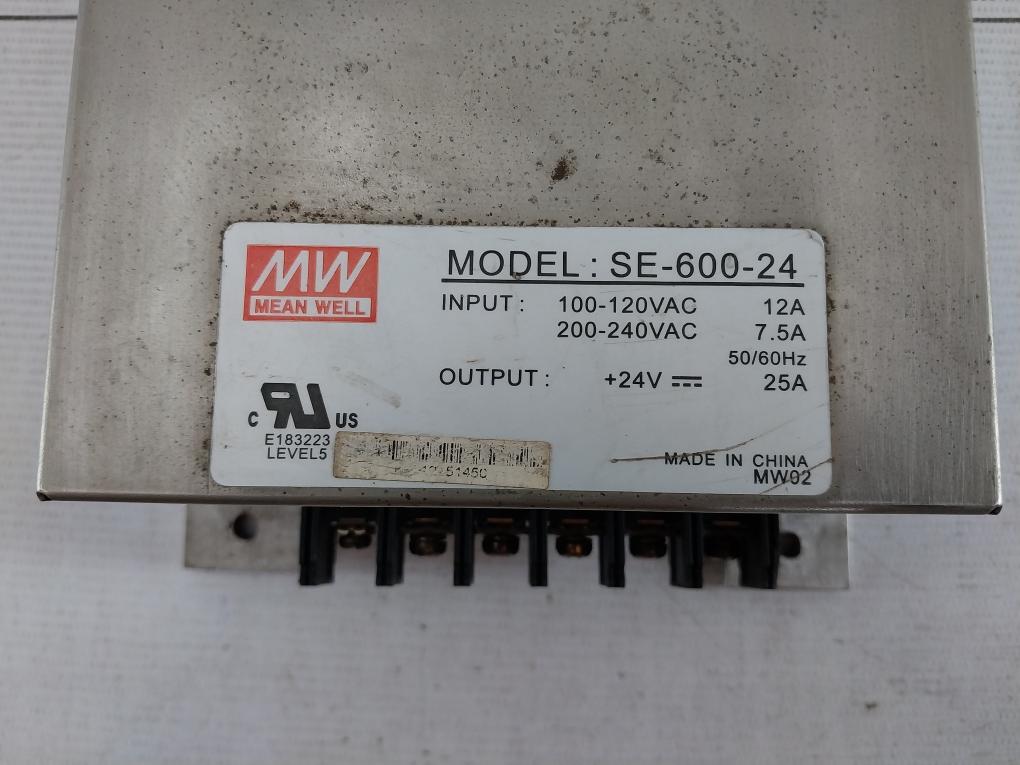 MW
MEAN WELL
MODEL : SE-600-24
INPUT : 100-120VAC 12A
200-240VAC 7.5A
50/60Hz
OUTPUT : +24V 25A
C RU US
E183223
LEVEL5
MADE IN CHINA
MW02